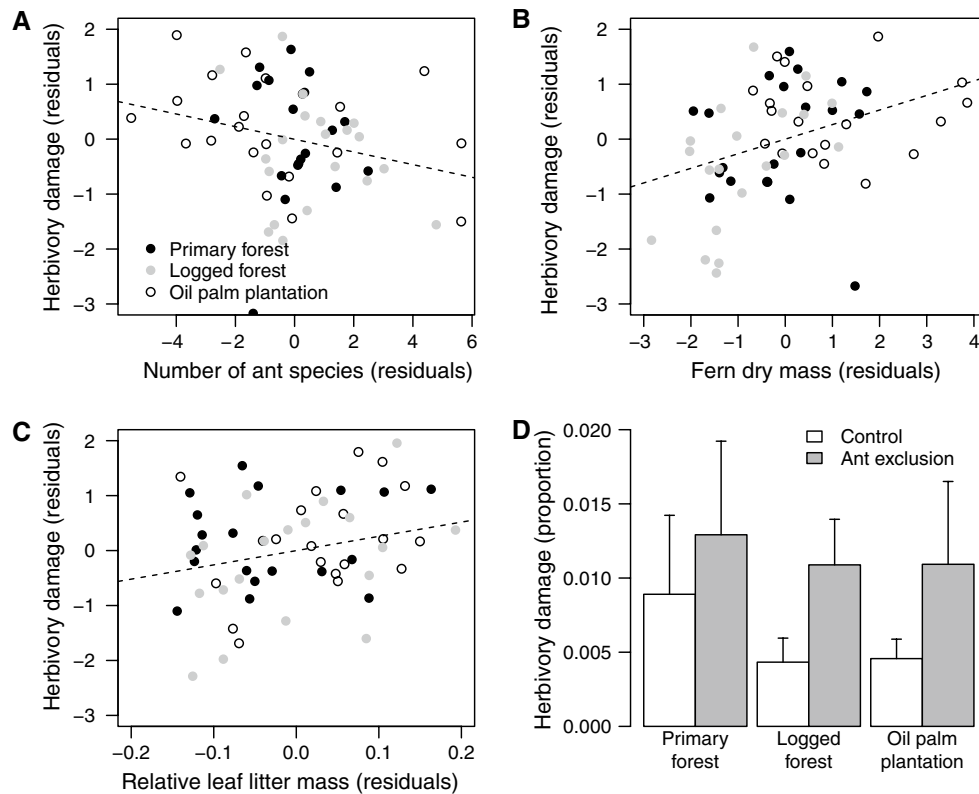 A
Herbivory damage (residuals)
2
1
0
−1
−2
−3
Primary forest
Logged forest
Oil palm plantation
−4
−2
0
2
4
6
Number of ant species (residuals)
B
Herbivory damage (residuals)
2
1
0
−1
−2
−3
−3
−2
−1
0
1
2
3
4
Fern dry mass (residuals)
C
Herbivory damage (residuals)
2
1
0
−1
−2
−3
−0.2
−0.1
0.0
0.1
0.2
Relative leaf litter mass (residuals)
D
Herbivory damage (proportion)
0.020
0.015
0.010
0.005
0.000
Control
Ant exclusion
Primary
forest
Logged
forest
Oil palm
plantation